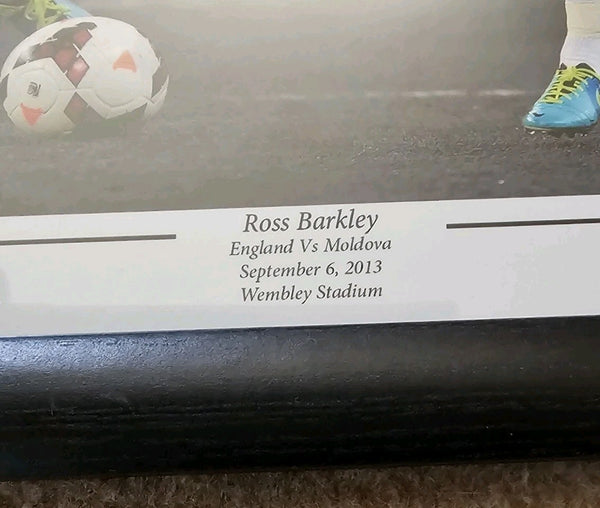 Ross Barkley
England Vs Moldova
September 6, 2013
Wembley Stadium